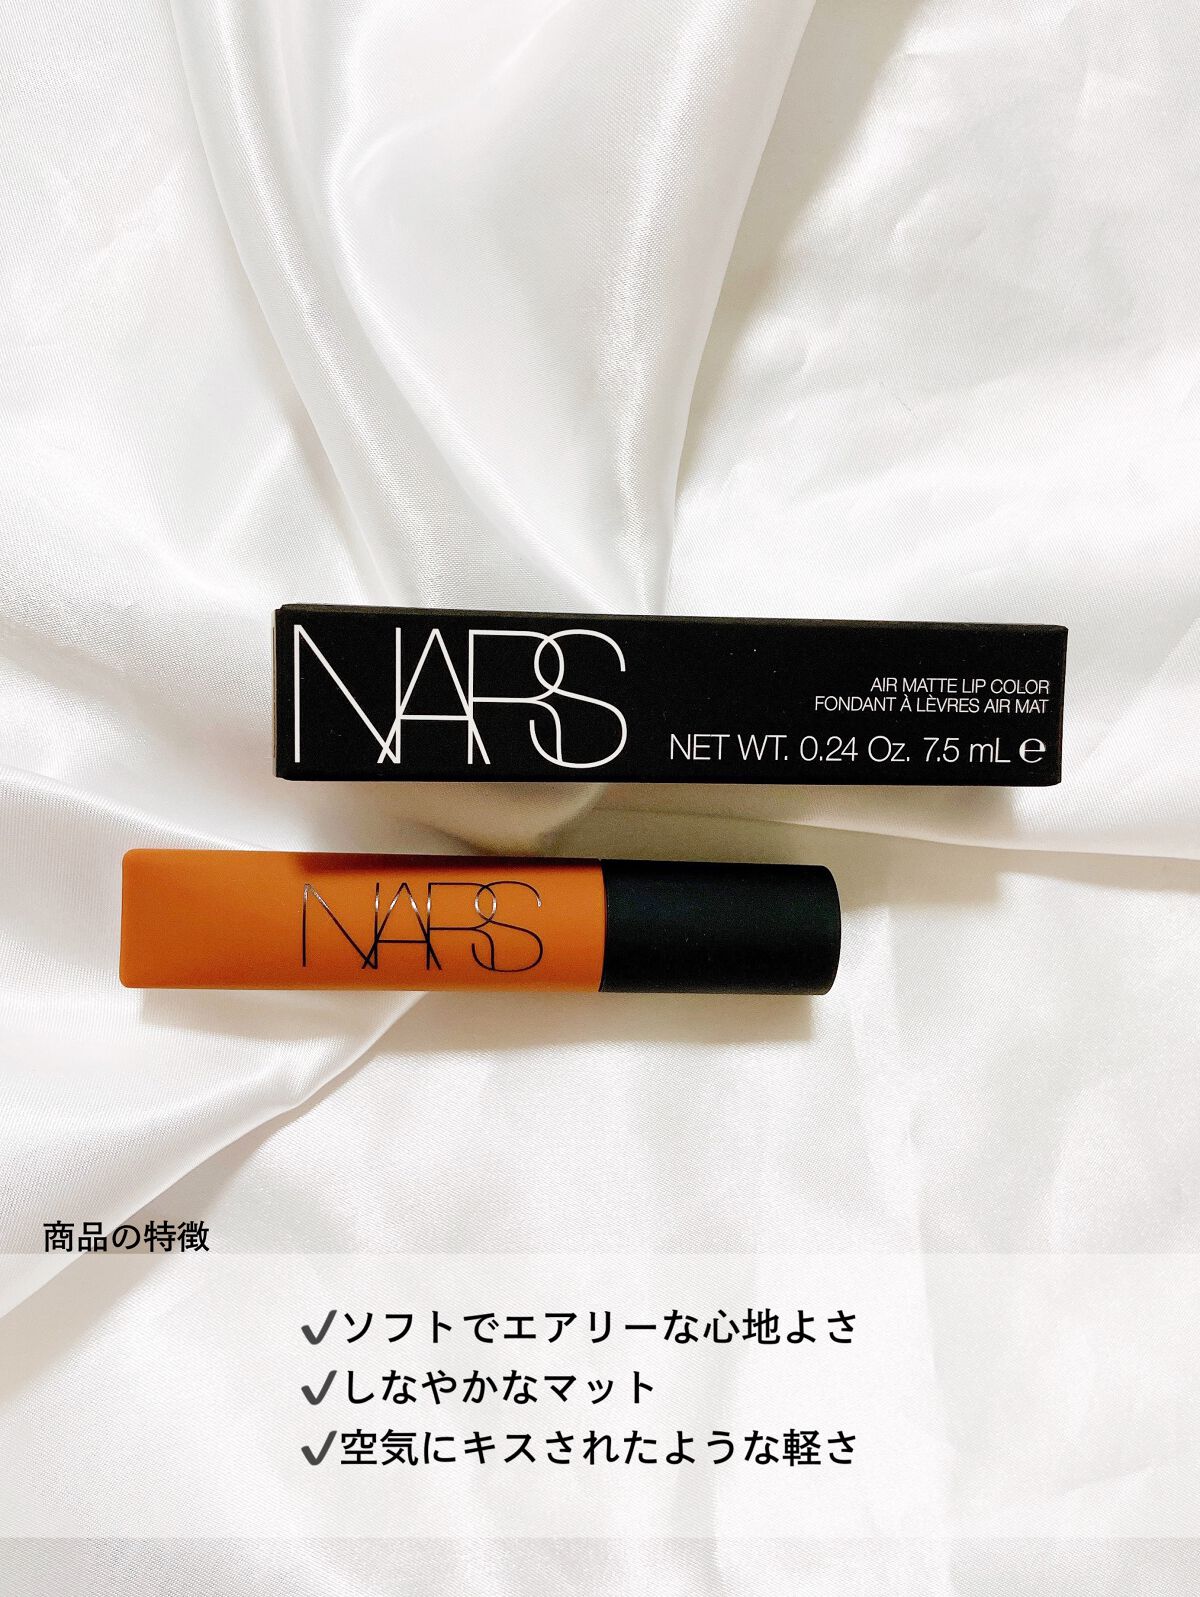 NARS
AIR MATTE LIP COLOR
FONDANT À LÈVRES AIR MAT
NET WT. 0.24 Oz. 7.5 mL ℮
NARS
商品の特徴
✓ソフトでエアリーな心地よさ
✓しなやかなマット
✓空気にキスされたような軽さ